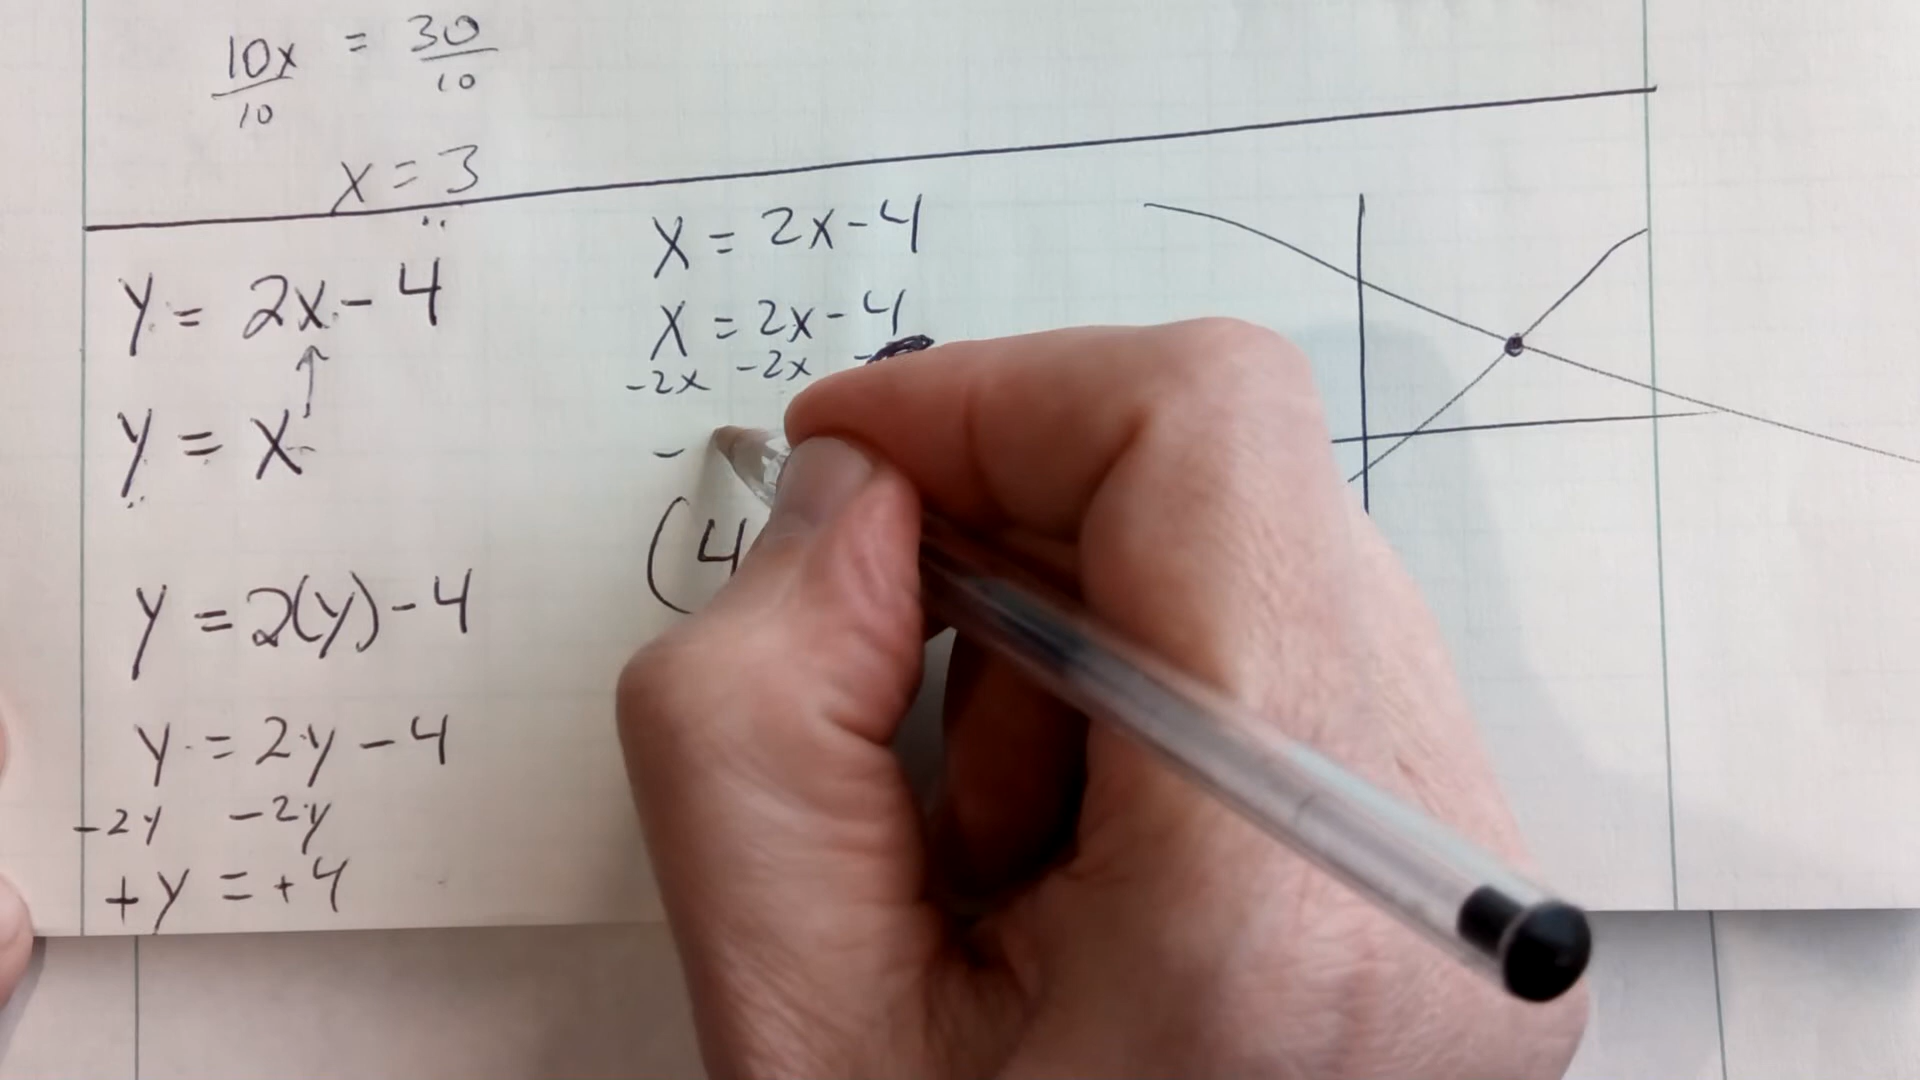 10x = 30
10 10
x = 3
y = 2x - 4
y = x
y = 2(y) - 4
y = 2y - 4
-2y -2y
+y = +4
x = 2x - 4
x = 2x - 4
-2x -2x
-
(4